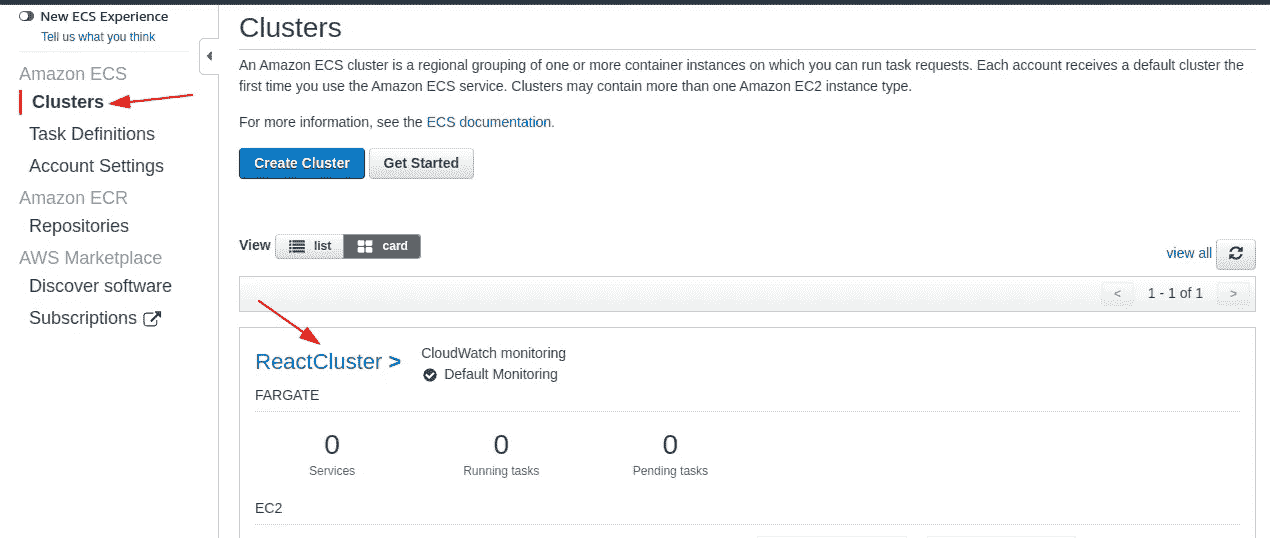 New ECS Experience
Tell us what you think
Amazon ECS
Clusters
Task Definitions
Account Settings
Amazon ECR
Repositories
AWS Marketplace
Discover software
Subscriptions
Clusters
An Amazon ECS cluster is a regional grouping of one or more container instances on which you can run task requests. Each account receives a default cluster the
first time you use the Amazon ECS service. Clusters may contain more than one Amazon EC2 instance type.
For more information, see the ECS documentation.
Create Cluster Get Started
View list card
view all
< 1 - 1 of 1 >
ReactCluster >
CloudWatch monitoring
Default Monitoring
FARGATE
0 0 0
Services Running tasks Pending tasks
EC2